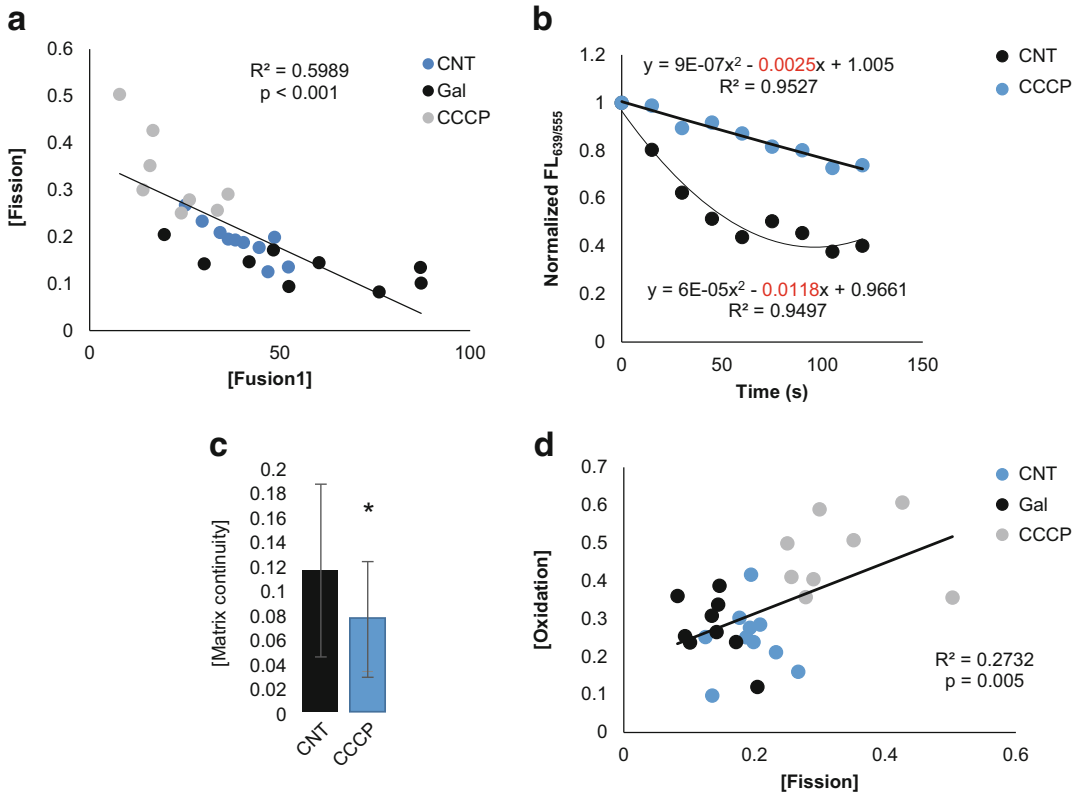 a
0.6
0.5
0.4
0.3
0.2
0.1
0
0
50
100
[Fission]
[Fusion1]
R² = 0.5989
p < 0.001
CNT
Gal
CCCP
b
1.2
1
0.8
0.6
0.4
0.2
0
0
50
100
150
Normalized FL639/555
Time (s)
y = 9E-07x² - 0.0025x + 1.005
R² = 0.9527
y = 6E-05x² - 0.0118x + 0.9661
R² = 0.9497
CNT
CCCP
c
0.2
0.18
0.16
0.14
0.12
0.1
0.08
0.06
0.04
0.02
0
[Matrix continuity]
*
CNT
CCCP
d
0.7
0.6
0.5
0.4
0.3
0.2
0.1
0
0
0.2
0.4
0.6
[Oxidation]
[Fission]
R² = 0.2732
p = 0.005
CNT
Gal
CCCP